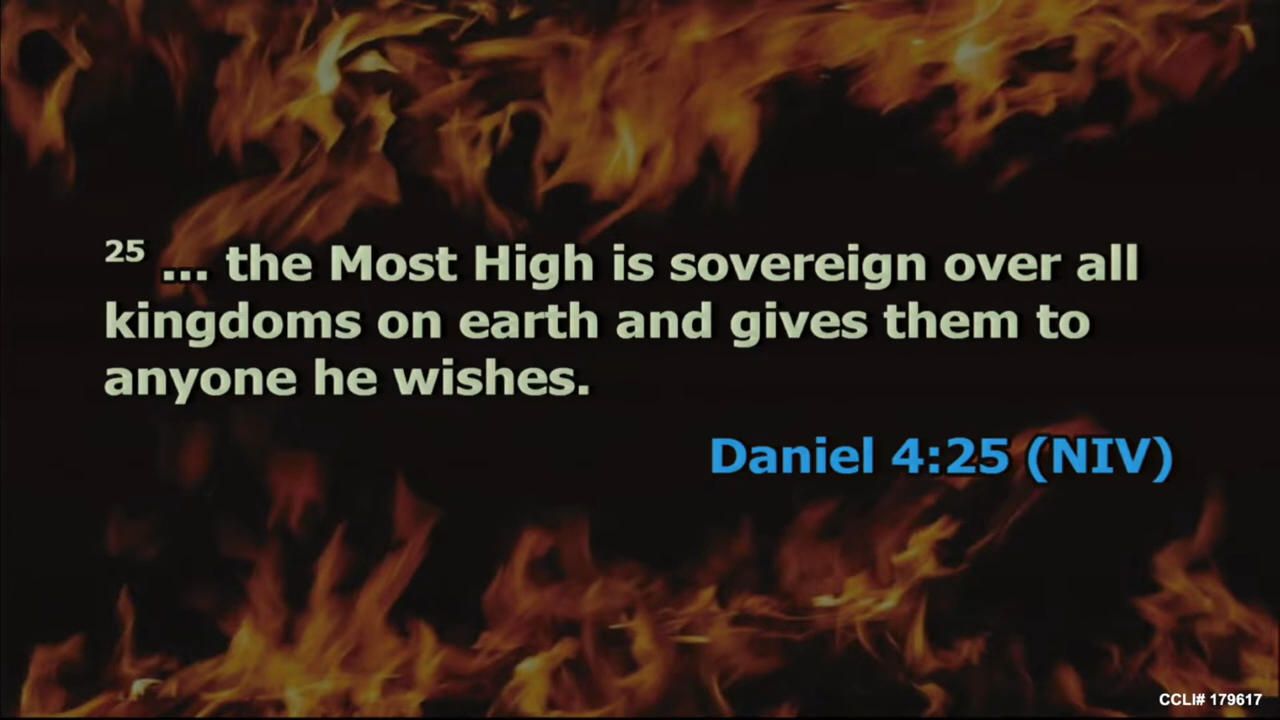 25 ... the Most High is sovereign over all
kingdoms on earth and gives them to
anyone he wishes.
Daniel 4:25 (NIV)
CCLI# 179617